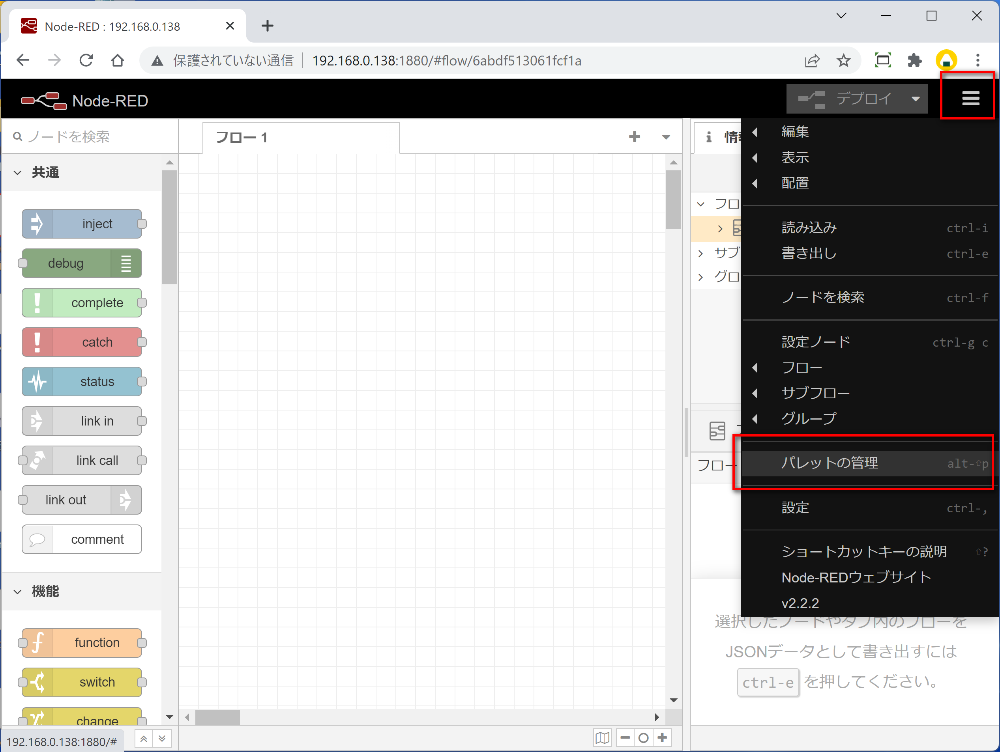 Node-RED : 192.168.0.138
保護されていない通信
192.168.0.138:1880/#flow/6abdf513061fcf1a
Node-RED
デプロイ
ノードを検索
共通
inject
debug
complete
catch
status
link in
link call
link out
comment
機能
function
switch
change
192.168.0.138:1880/#
フロー 1
情
フロ
サブ
グロ
フロー
編集
表示
配置
読み込み ctrl-i
書き出し ctrl-e
ノードを検索 ctrl-f
設定ノード ctrl-g c
フロー
サブフロー
グループ
パレットの管理 alt-⇧p
設定 ctrl-,
ショートカットキーの説明 ⇧?
Node-REDウェブサイト
v2.2.2
選択したノードやタブ内のフローを
JSONデータとして書き出すには
ctrl-e を押してください。